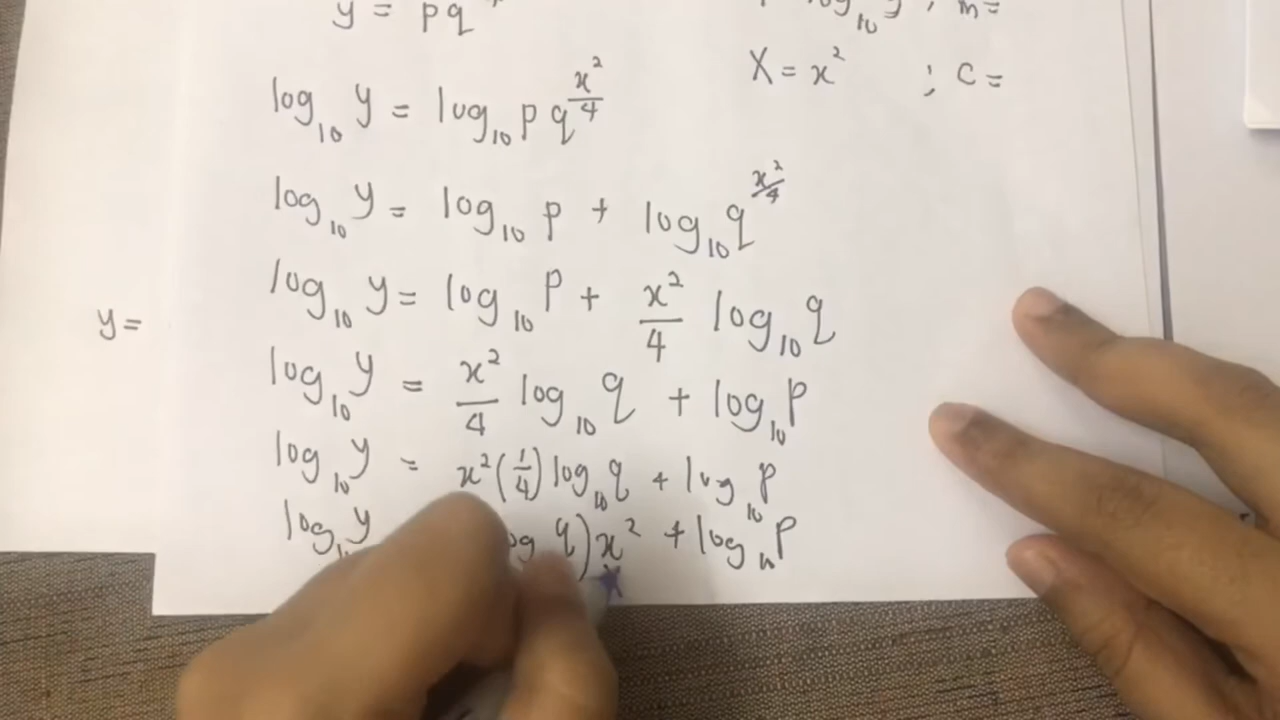 y = pq
log₁₀ y ; m =
X = x² ; c =
log₁₀ y = log₁₀ p q^(x²/4)
log₁₀ y = log₁₀ p + log₁₀ q^(x²/4)
log₁₀ y = log₁₀ p + x²/4 log₁₀ q
y =
log₁₀ y = x²/4 log₁₀ q + log₁₀ p
log₁₀ y = x² (1/4) log₁₀ q + log₁₀ p
log₁₀ y q) x² + log₁₀ p